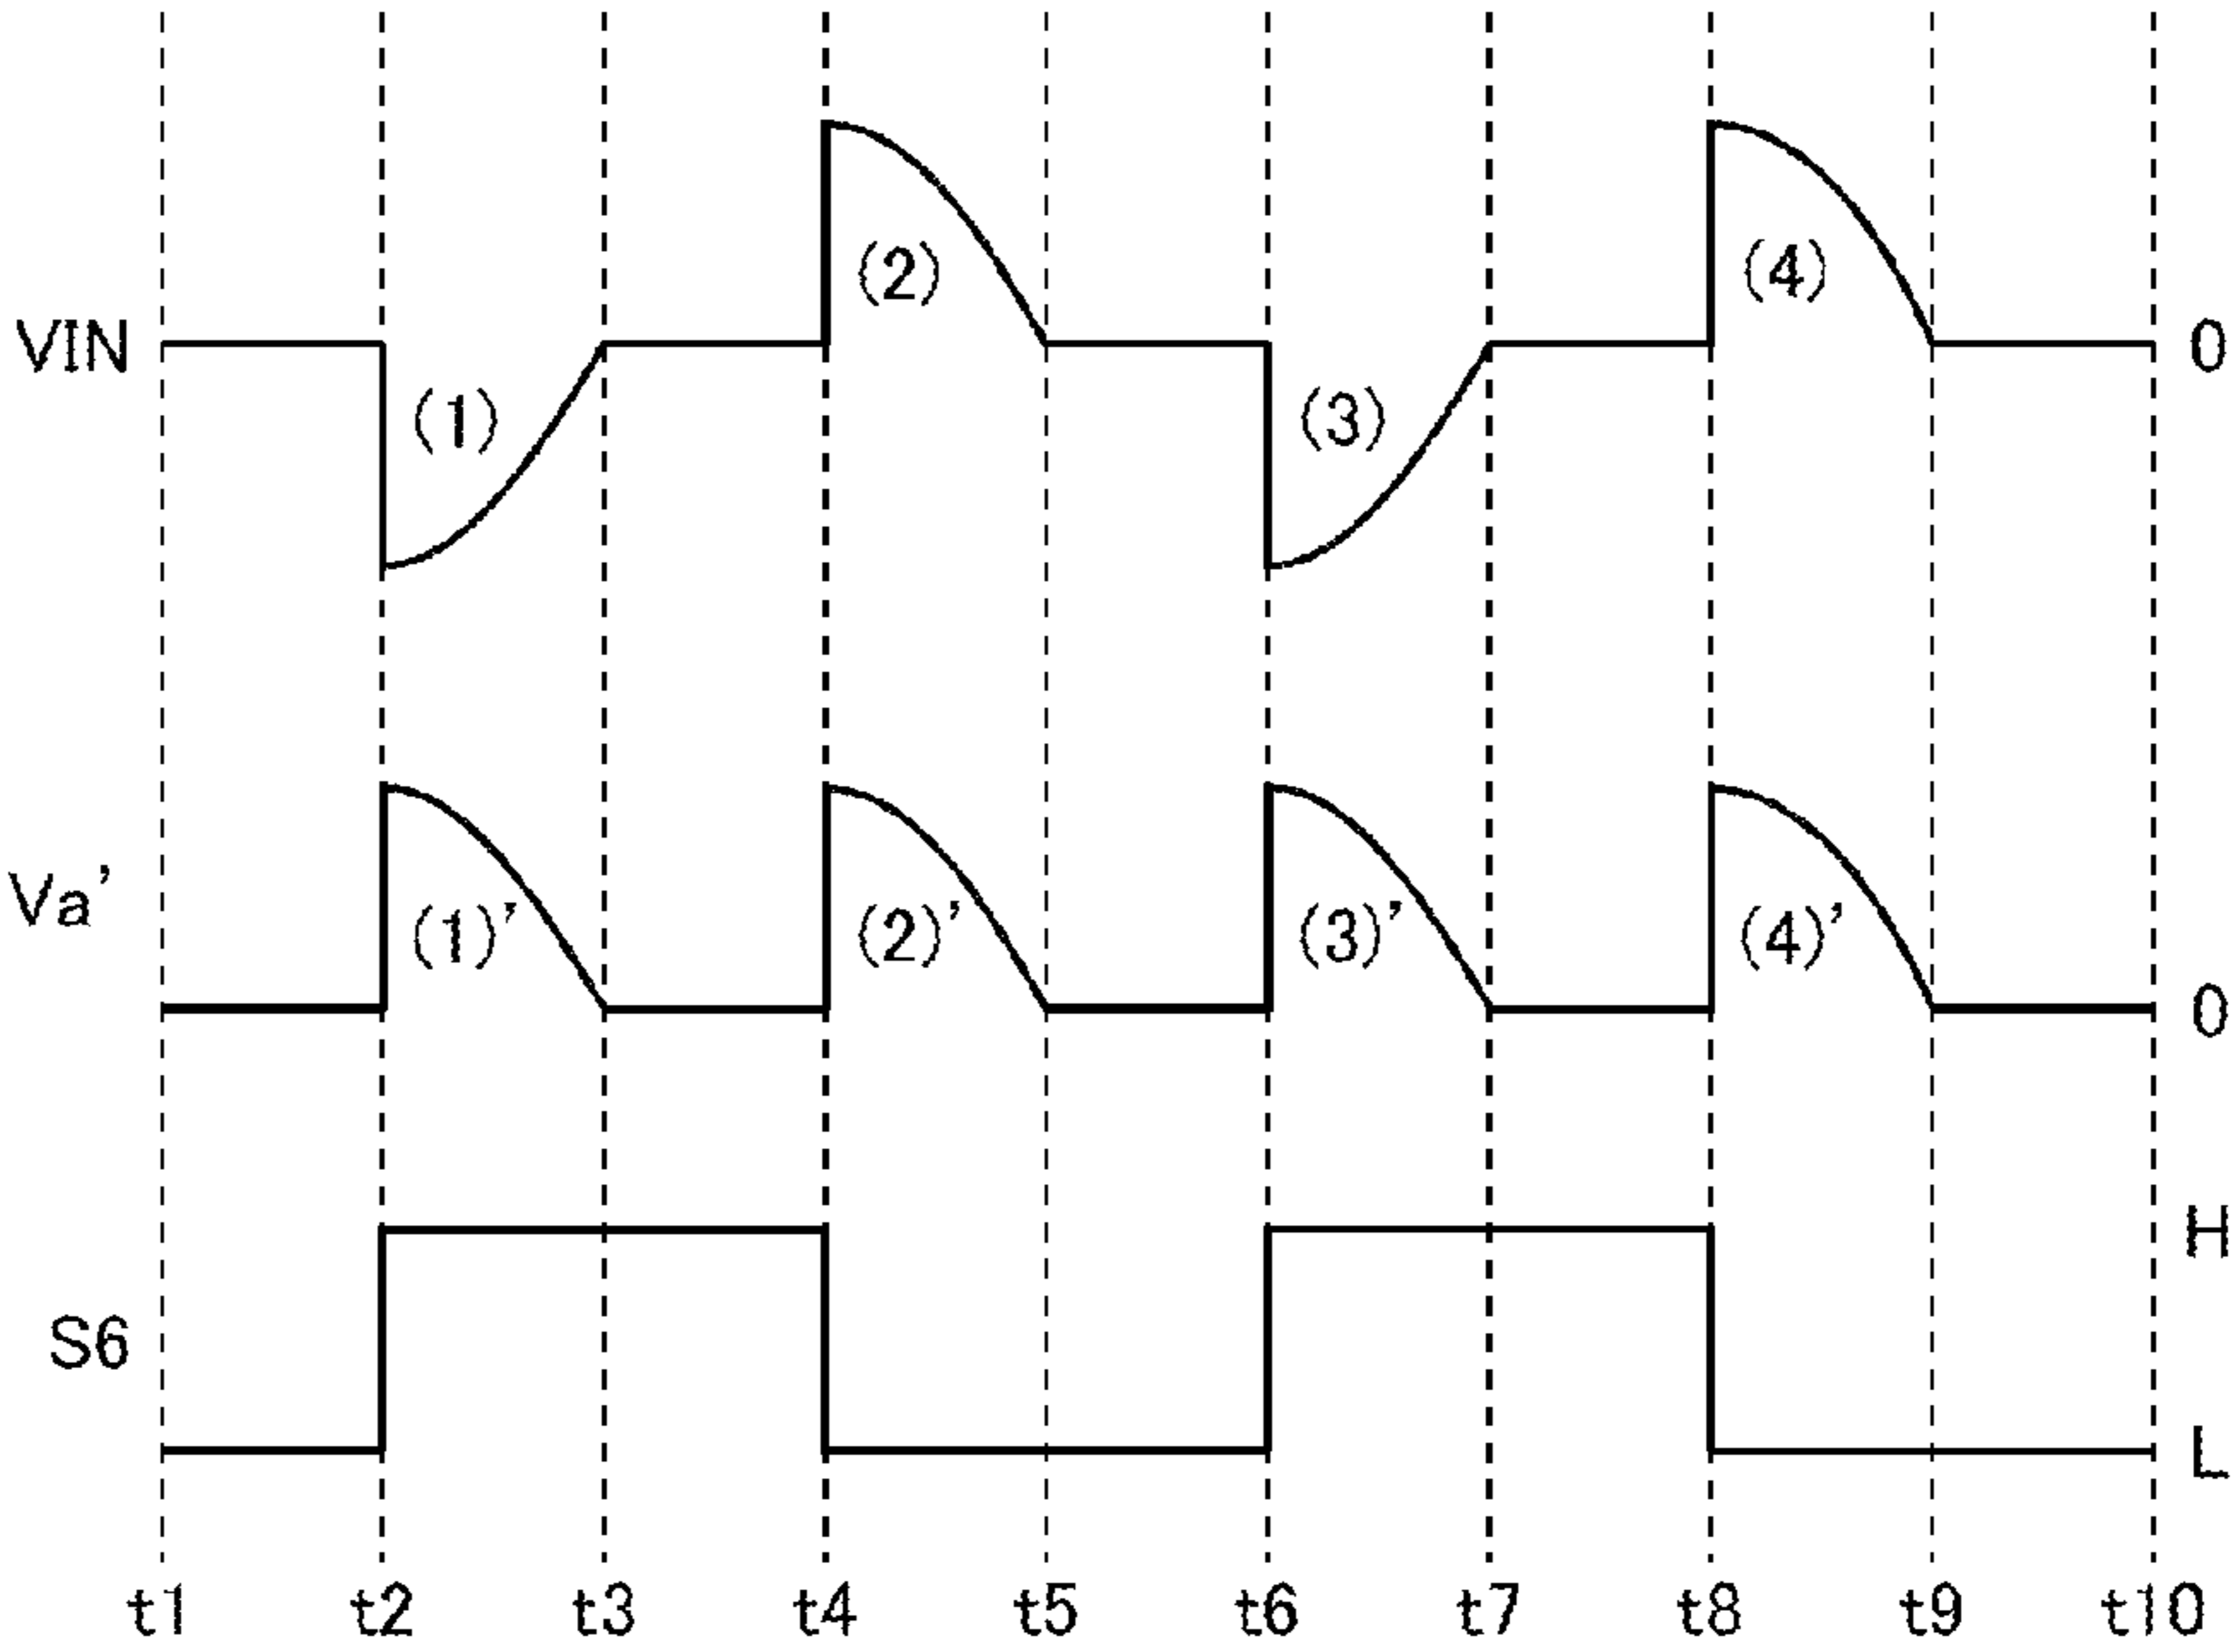 (2) (4)
VIN 0
(1) (3)
Va' (1)' (2)' (3)' (4)'
0
H
S6
L
t1 t2 t3 t4 t5 t6 t7 t8 t9 t10